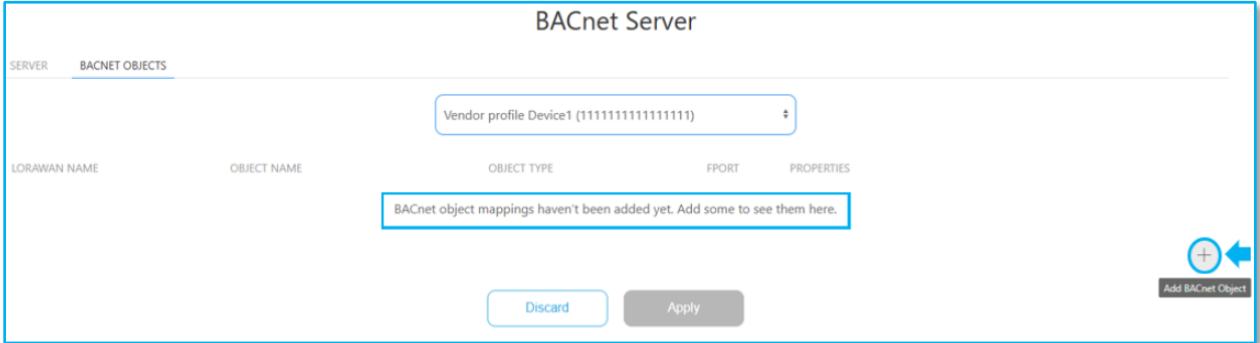 BACnet Server
SERVER BACNET OBJECTS
Vendor profile Device1 (1111111111111111)
LORAWAN NAME OBJECT NAME OBJECT TYPE FPORT PROPERTIES
BACnet object mappings haven't been added yet. Add some to see them here.
Add BACnet Object
Discard Apply